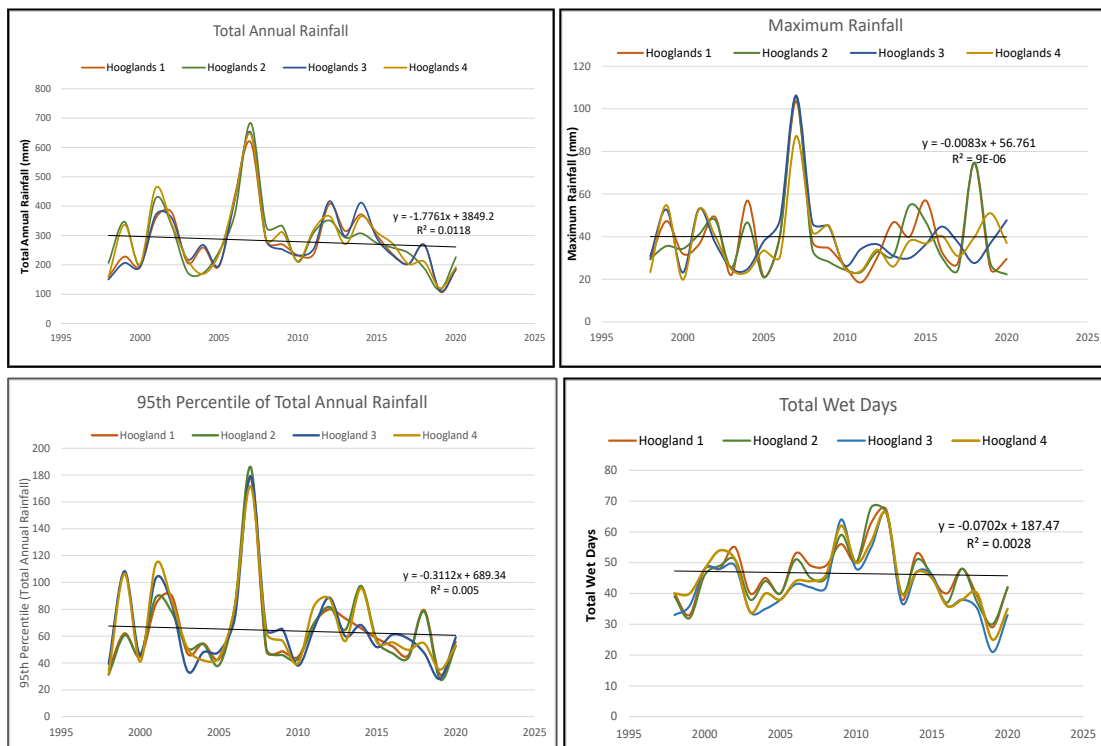 Total Annual Rainfall
Hooglands 1 Hooglands 2 Hooglands 3 Hooglands 4
Total Annual Rainfall (mm)
800
700
600
500
400
300
200
100
0
y = -1.7761x + 3849.2
R² = 0.0118
1995 2000 2005 2010 2015 2020 2025
Maximum Rainfall
Hooglands 1 Hooglands 2 Hooglands 3 Hooglands 4
Maximum Rainfall (mm)
120
100
80
60
40
20
0
y = -0.0083x + 56.761
R² = 9E-06
1995 2000 2005 2010 2015 2020 2025
95th Percentile of Total Annual Rainfall
Hoogland 1 Hoogland 2 Hoogland 3 Hoogland 4
95th Percentile (Total Annual Rainfall)
200
180
160
140
120
100
80
60
40
20
0
y = -0.3112x + 689.34
R² = 0.005
1995 2000 2005 2010 2015 2020 2025
Total Wet Days
Hoogland 1 Hoogland 2 Hoogland 3 Hoogland 4
Total Wet Days
80
70
60
50
40
30
20
10
0
y = -0.0702x + 187.47
R² = 0.0028
1995 2000 2005 2010 2015 2020 2025